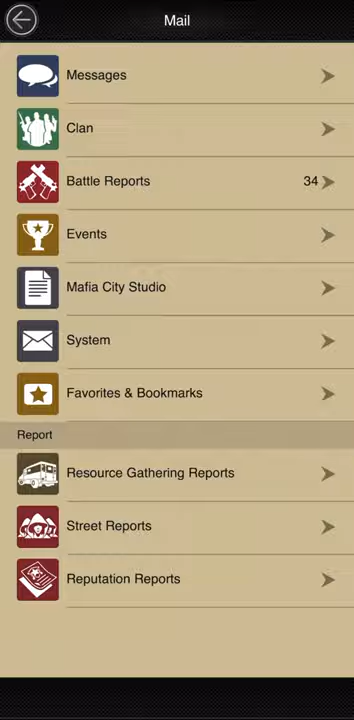 Mail
Messages
Clan
Battle Reports 34
Events
Mafia City Studio
System
Favorites & Bookmarks
Report
Resource Gathering Reports
Street Reports
Reputation Reports